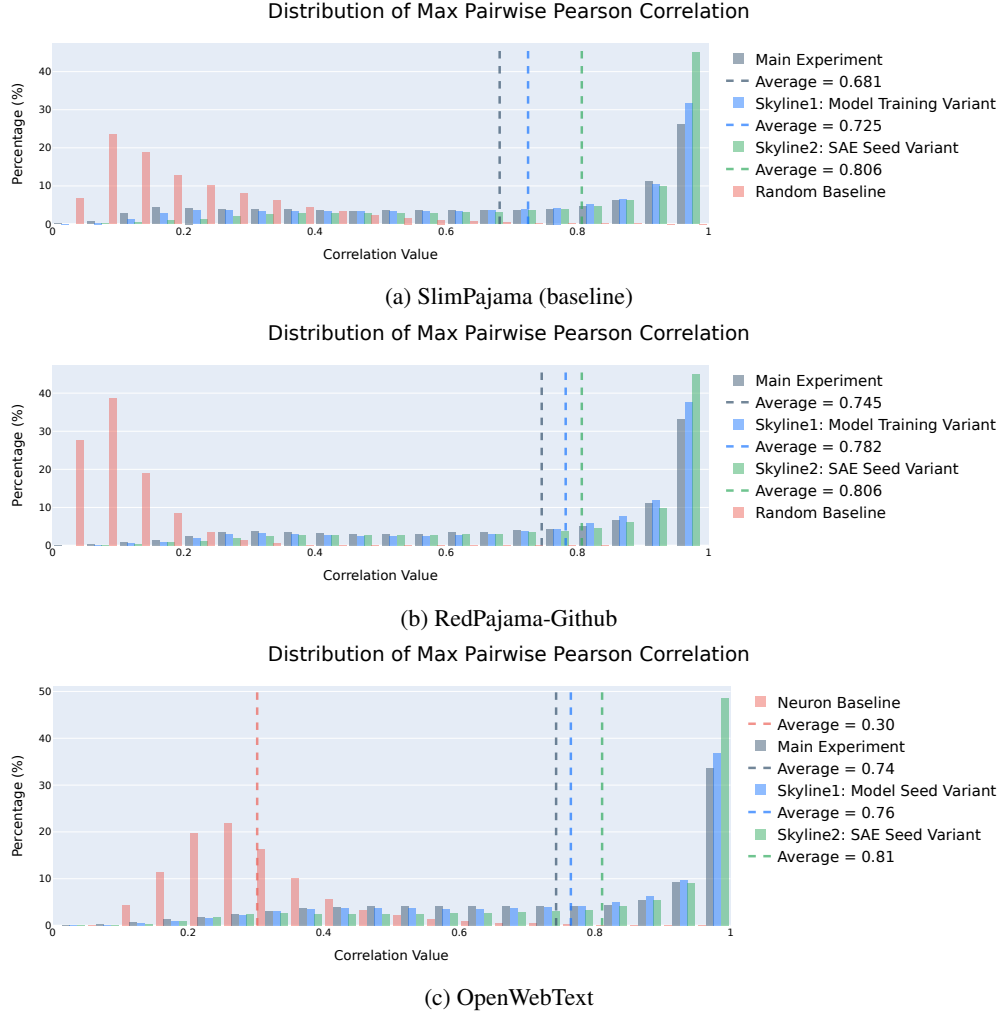 Distribution of Max Pairwise Pearson Correlation
Percentage (%)
40
30
20
10
0
0
0.2
0.4
0.6
0.8
1
Correlation Value
Main Experiment
Average = 0.681
Skyline1: Model Training Variant
Average = 0.725
Skyline2: SAE Seed Variant
Average = 0.806
Random Baseline
(a) SlimPajama (baseline)
Distribution of Max Pairwise Pearson Correlation
Percentage (%)
40
30
20
10
0
0
0.2
0.4
0.6
0.8
1
Correlation Value
Main Experiment
Average = 0.745
Skyline1: Model Training Variant
Average = 0.782
Skyline2: SAE Seed Variant
Average = 0.806
Random Baseline
(b) RedPajama-Github
Distribution of Max Pairwise Pearson Correlation
Percentage (%)
50
40
30
20
10
0
0
0.2
0.4
0.6
0.8
1
Correlation Value
Neuron Baseline
Average = 0.30
Main Experiment
Average = 0.74
Skyline1: Model Seed Variant
Average = 0.76
Skyline2: SAE Seed Variant
Average = 0.81
(c) OpenWebText